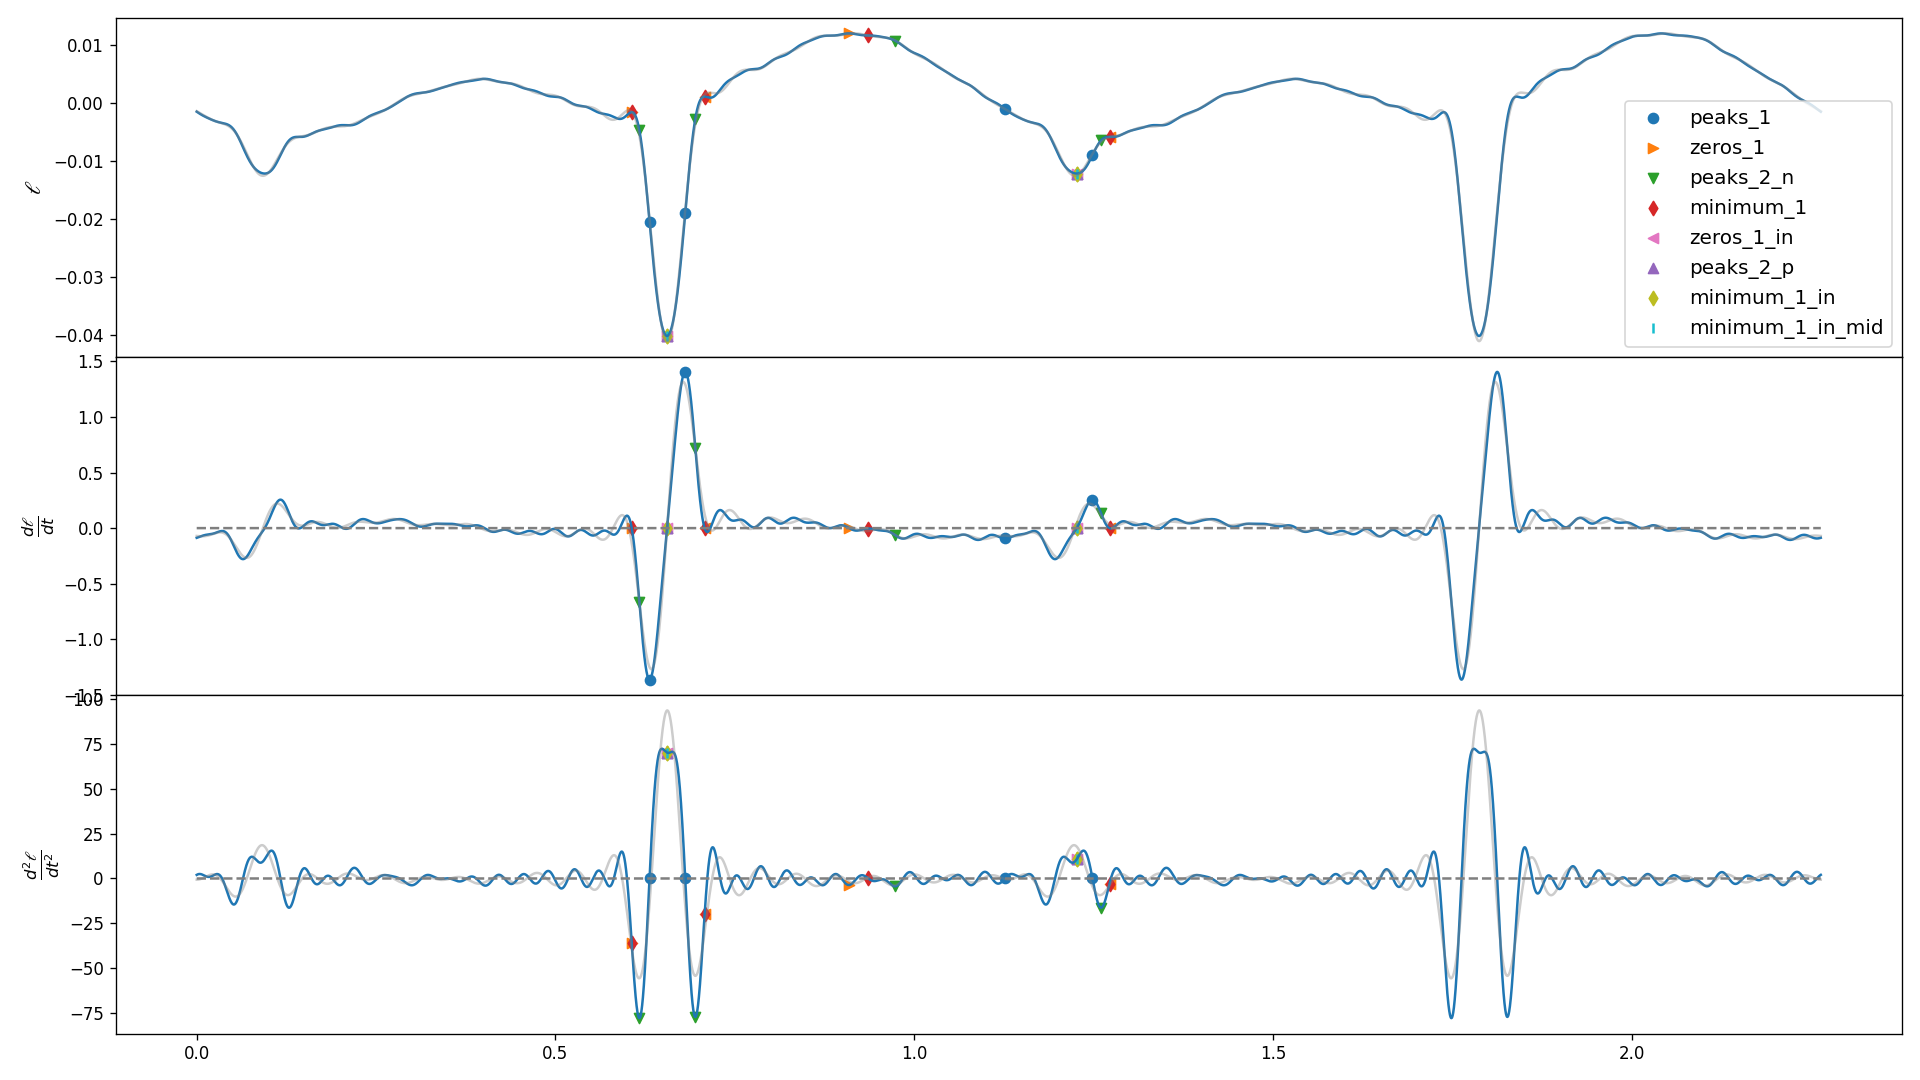 0.01
0.00
−0.01
−0.02
−0.03
−0.04
ℓ
peaks_1
zeros_1
peaks_2_n
minimum_1
zeros_1_in
peaks_2_p
minimum_1_in
minimum_1_in_mid
1.5
1.0
0.5
0.0
−0.5
−1.0
−1.5
dℓ
dt
100
75
50
25
0
−25
−50
−75
d²ℓ
dt²
0.0 0.5 1.0 1.5 2.0